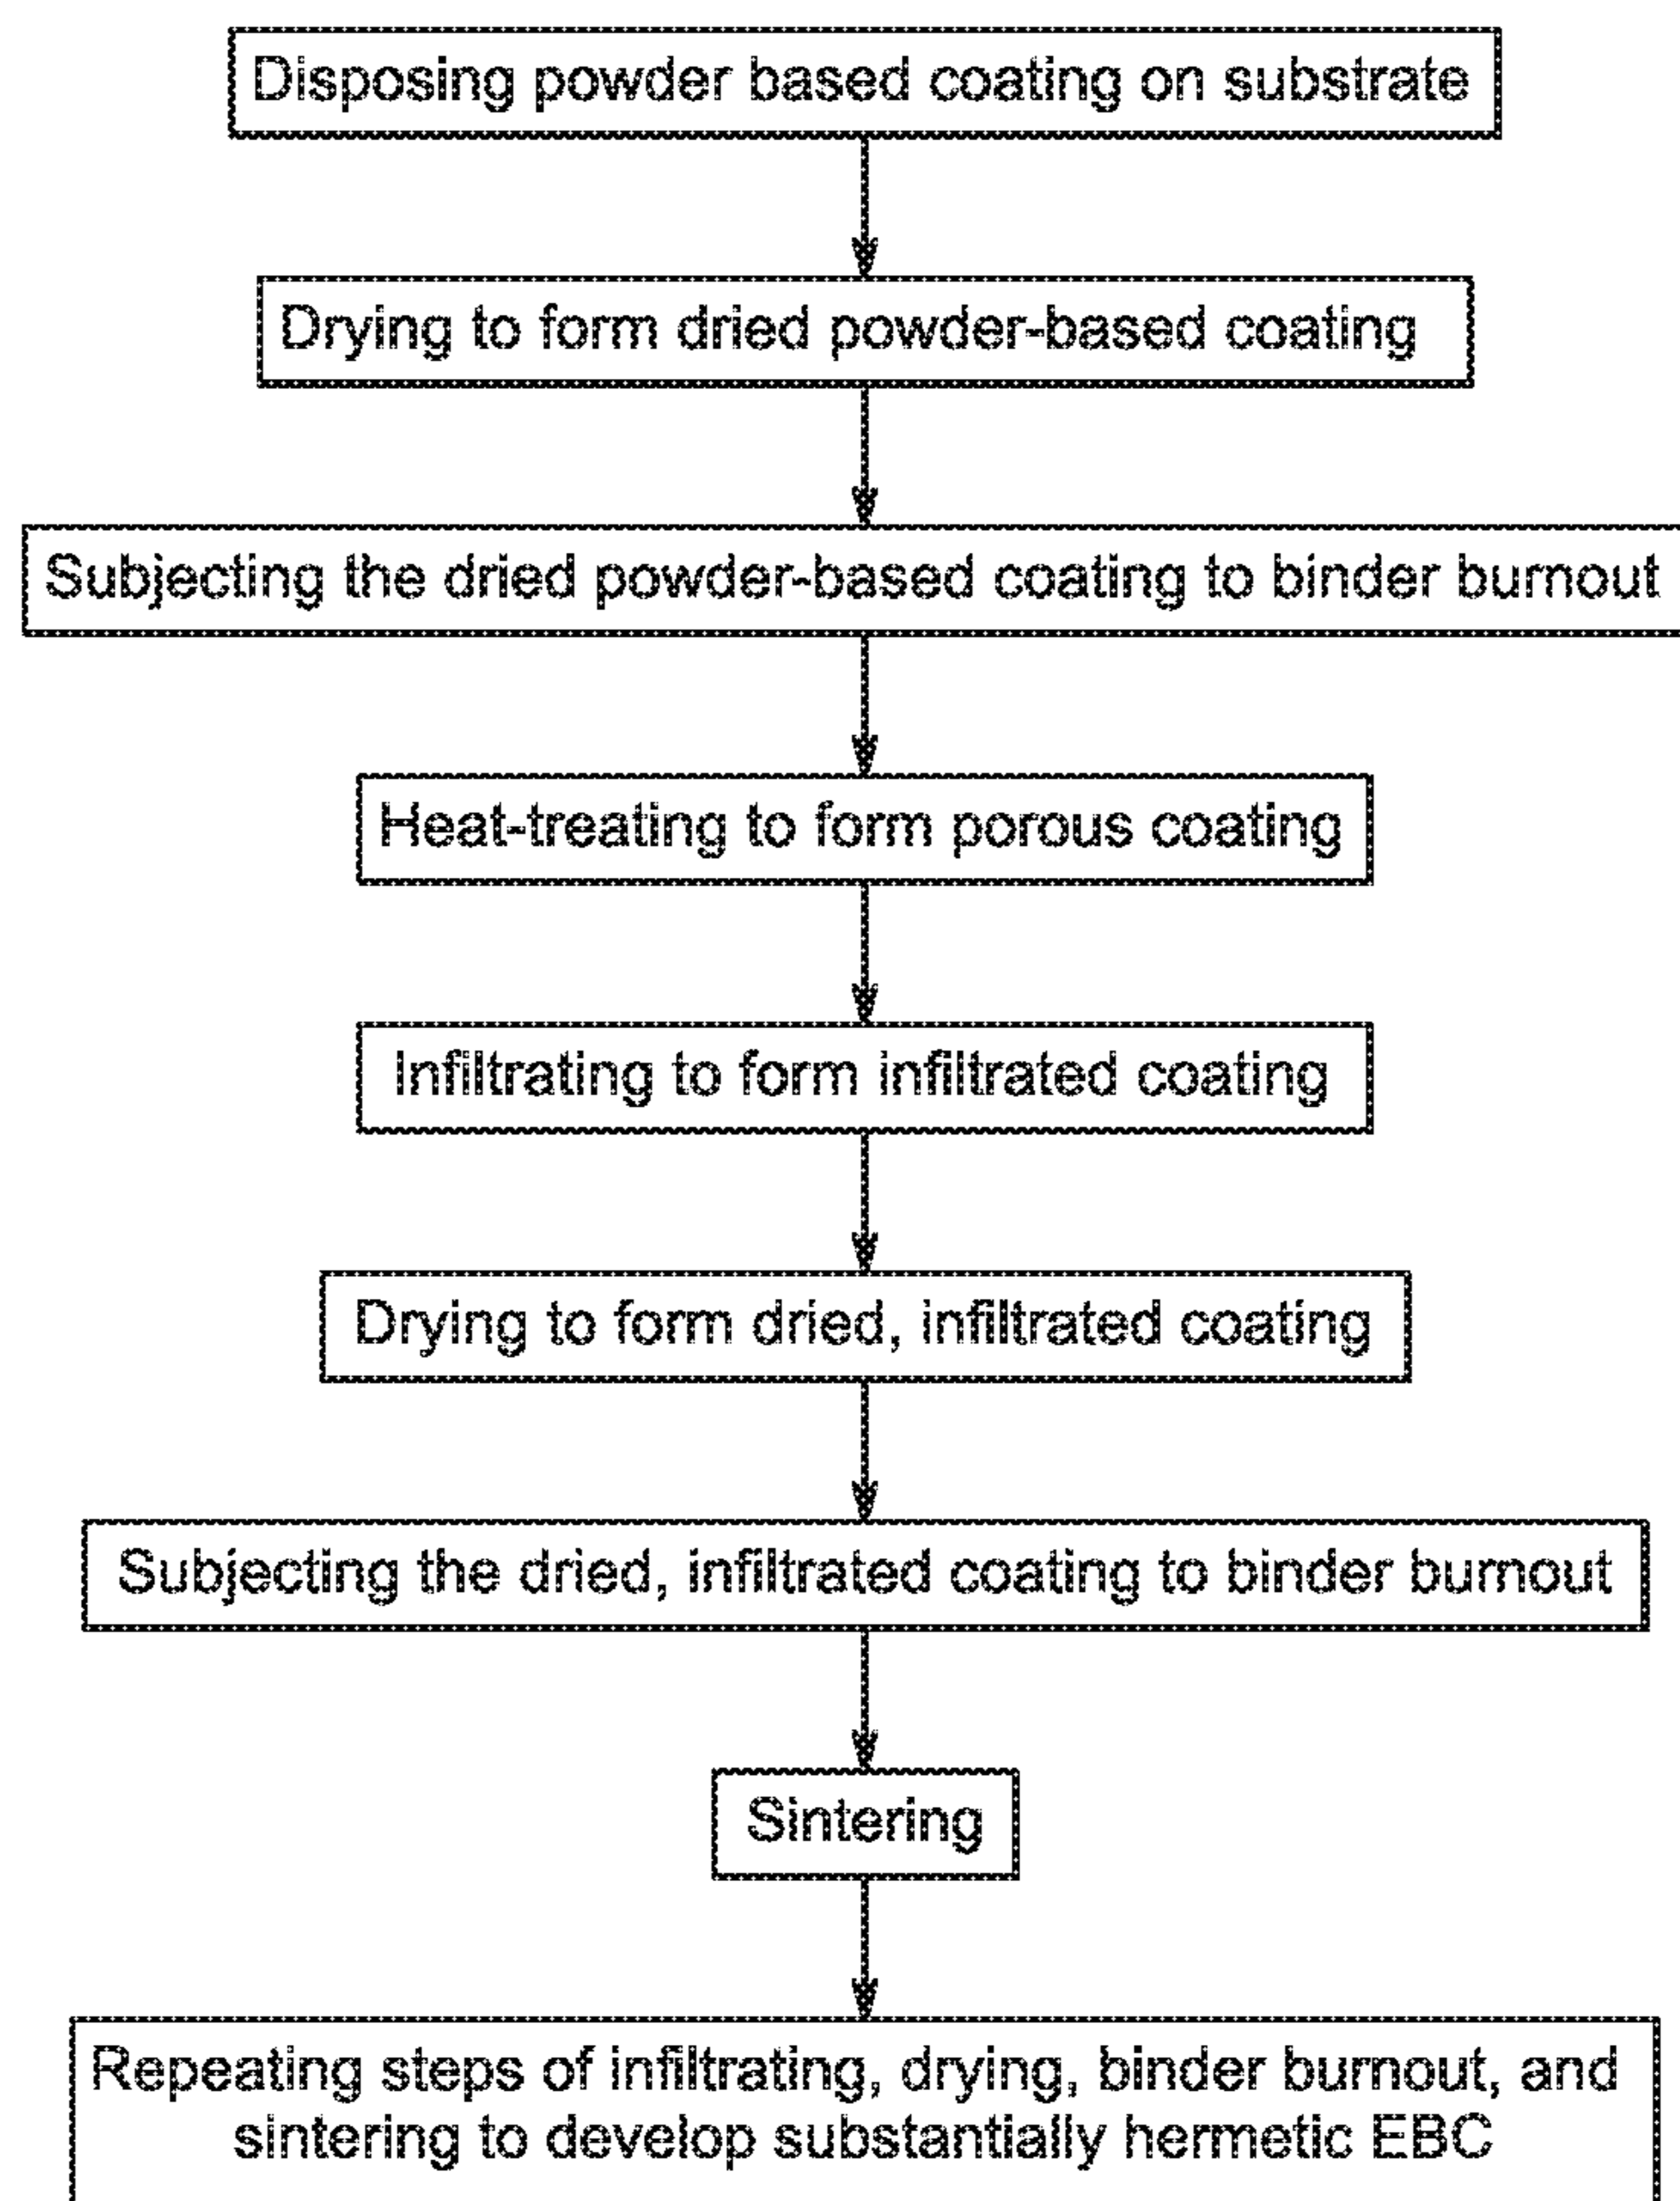 Disposing powder based coating on substrate
Drying to form dried powder-based coating
Subjecting the dried powder-based coating to binder burnout
Heat-treating to form porous coating
Infiltrating to form infiltrated coating
Drying to form dried, infiltrated coating
Subjecting the dried, infiltrated coating to binder burnout
Sintering
Repeating steps of infiltrating, drying, binder burnout, and
sintering to develop substantially hermetic EBC